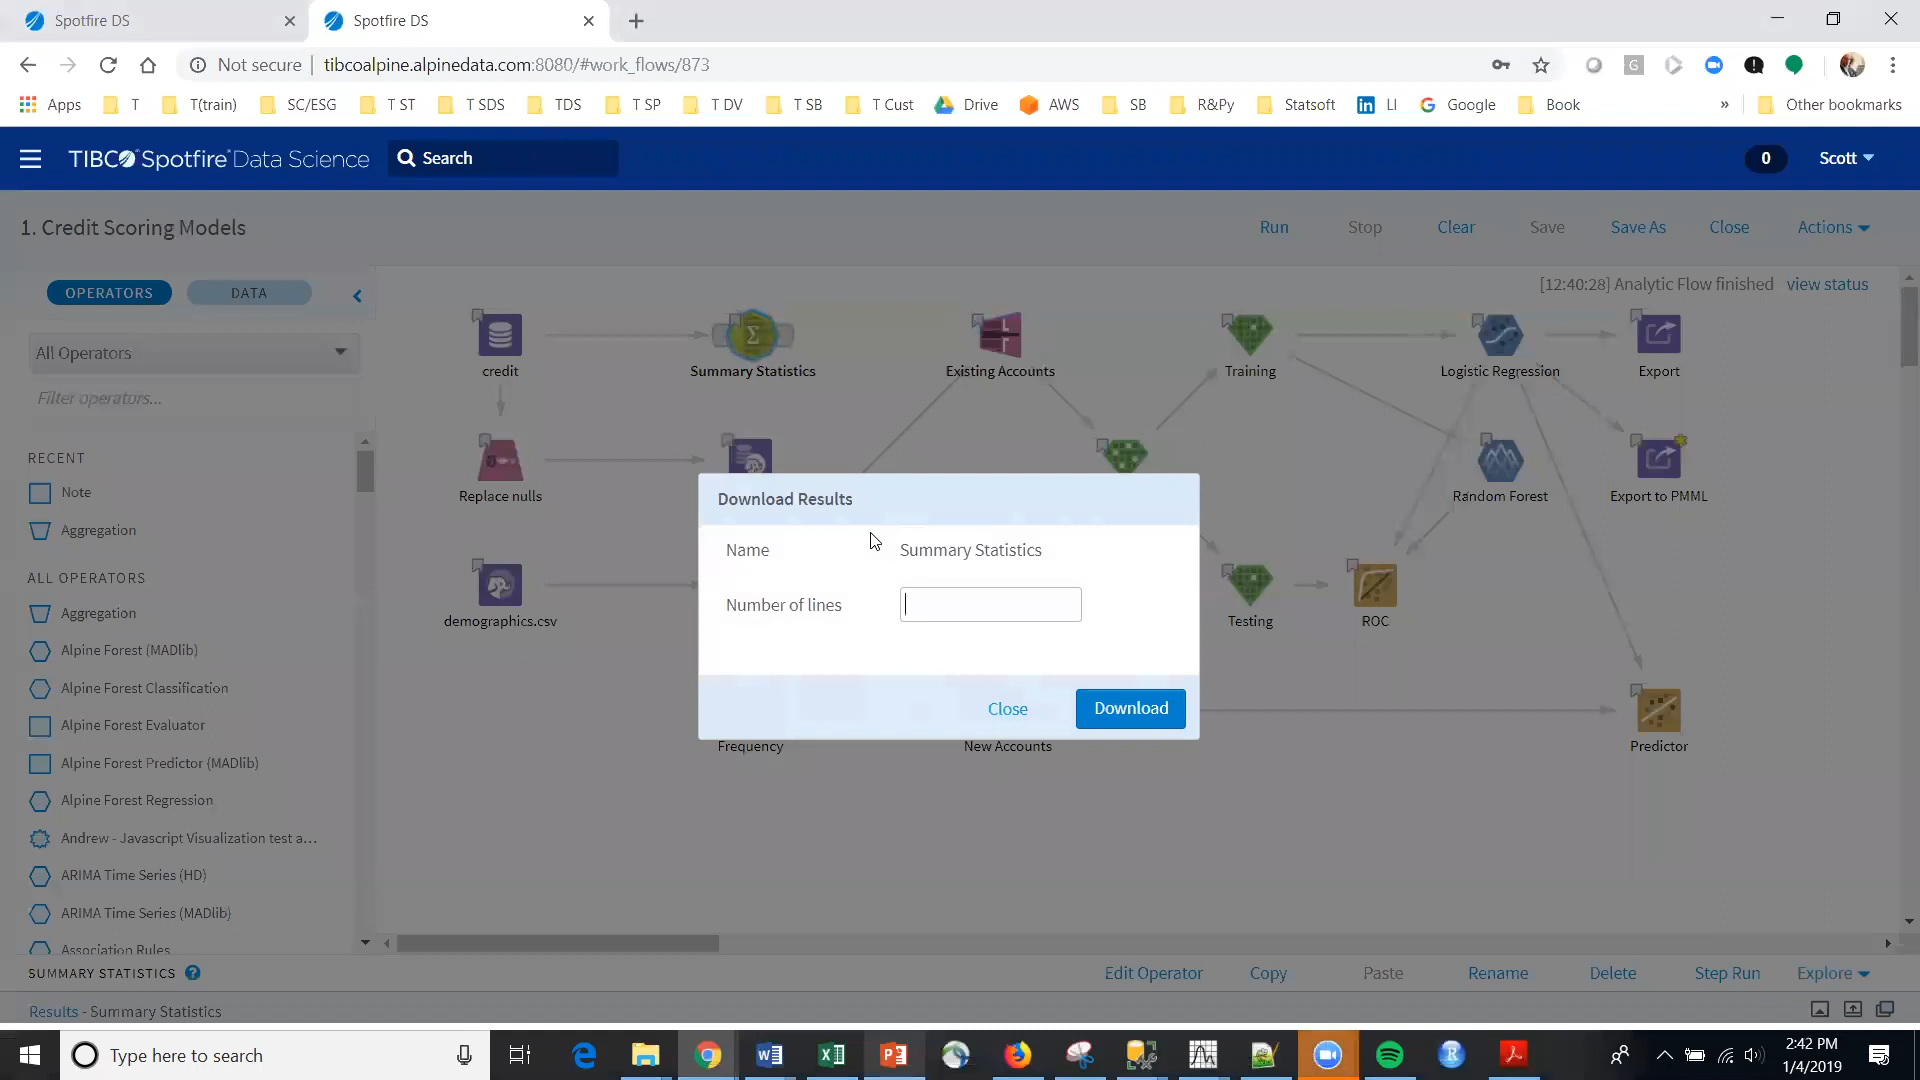 Spotfire DS
Spotfire DS
Not secure | tibcoalpine.alpinedata.com:8080/#work_flows/873
Apps T T(train) SC/ESG T ST T SDS TDS T SP T DV T SB T Cust Drive AWS SB R&Py Statsoft LI Google Book » Other bookmarks
TIBCO Spotfire Data Science Search 0 Scott
1. Credit Scoring Models Run Stop Clear Save Save As Close Actions
OPERATORS DATA
[12:40:28] Analytic Flow finished view status
All Operators
Filter operators...
RECENT
Note
Aggregation
ALL OPERATORS
Aggregation
Alpine Forest (MADlib)
Alpine Forest Classification
Alpine Forest Evaluator
Alpine Forest Predictor (MADlib)
Alpine Forest Regression
Andrew - Javascript Visualization test a...
ARIMA Time Series (HD)
ARIMA Time Series (MADlib)
Association Rules
credit Summary Statistics Existing Accounts Training Logistic Regression Export
Replace nulls Random Forest Export to PMML
demographics.csv Testing ROC
Frequency New Accounts Predictor
Download Results
Name Summary Statistics
Number of lines
Close Download
SUMMARY STATISTICS ? Edit Operator Copy Paste Rename Delete Step Run Explore
Results - Summary Statistics
Type here to search
2:42 PM
1/4/2019